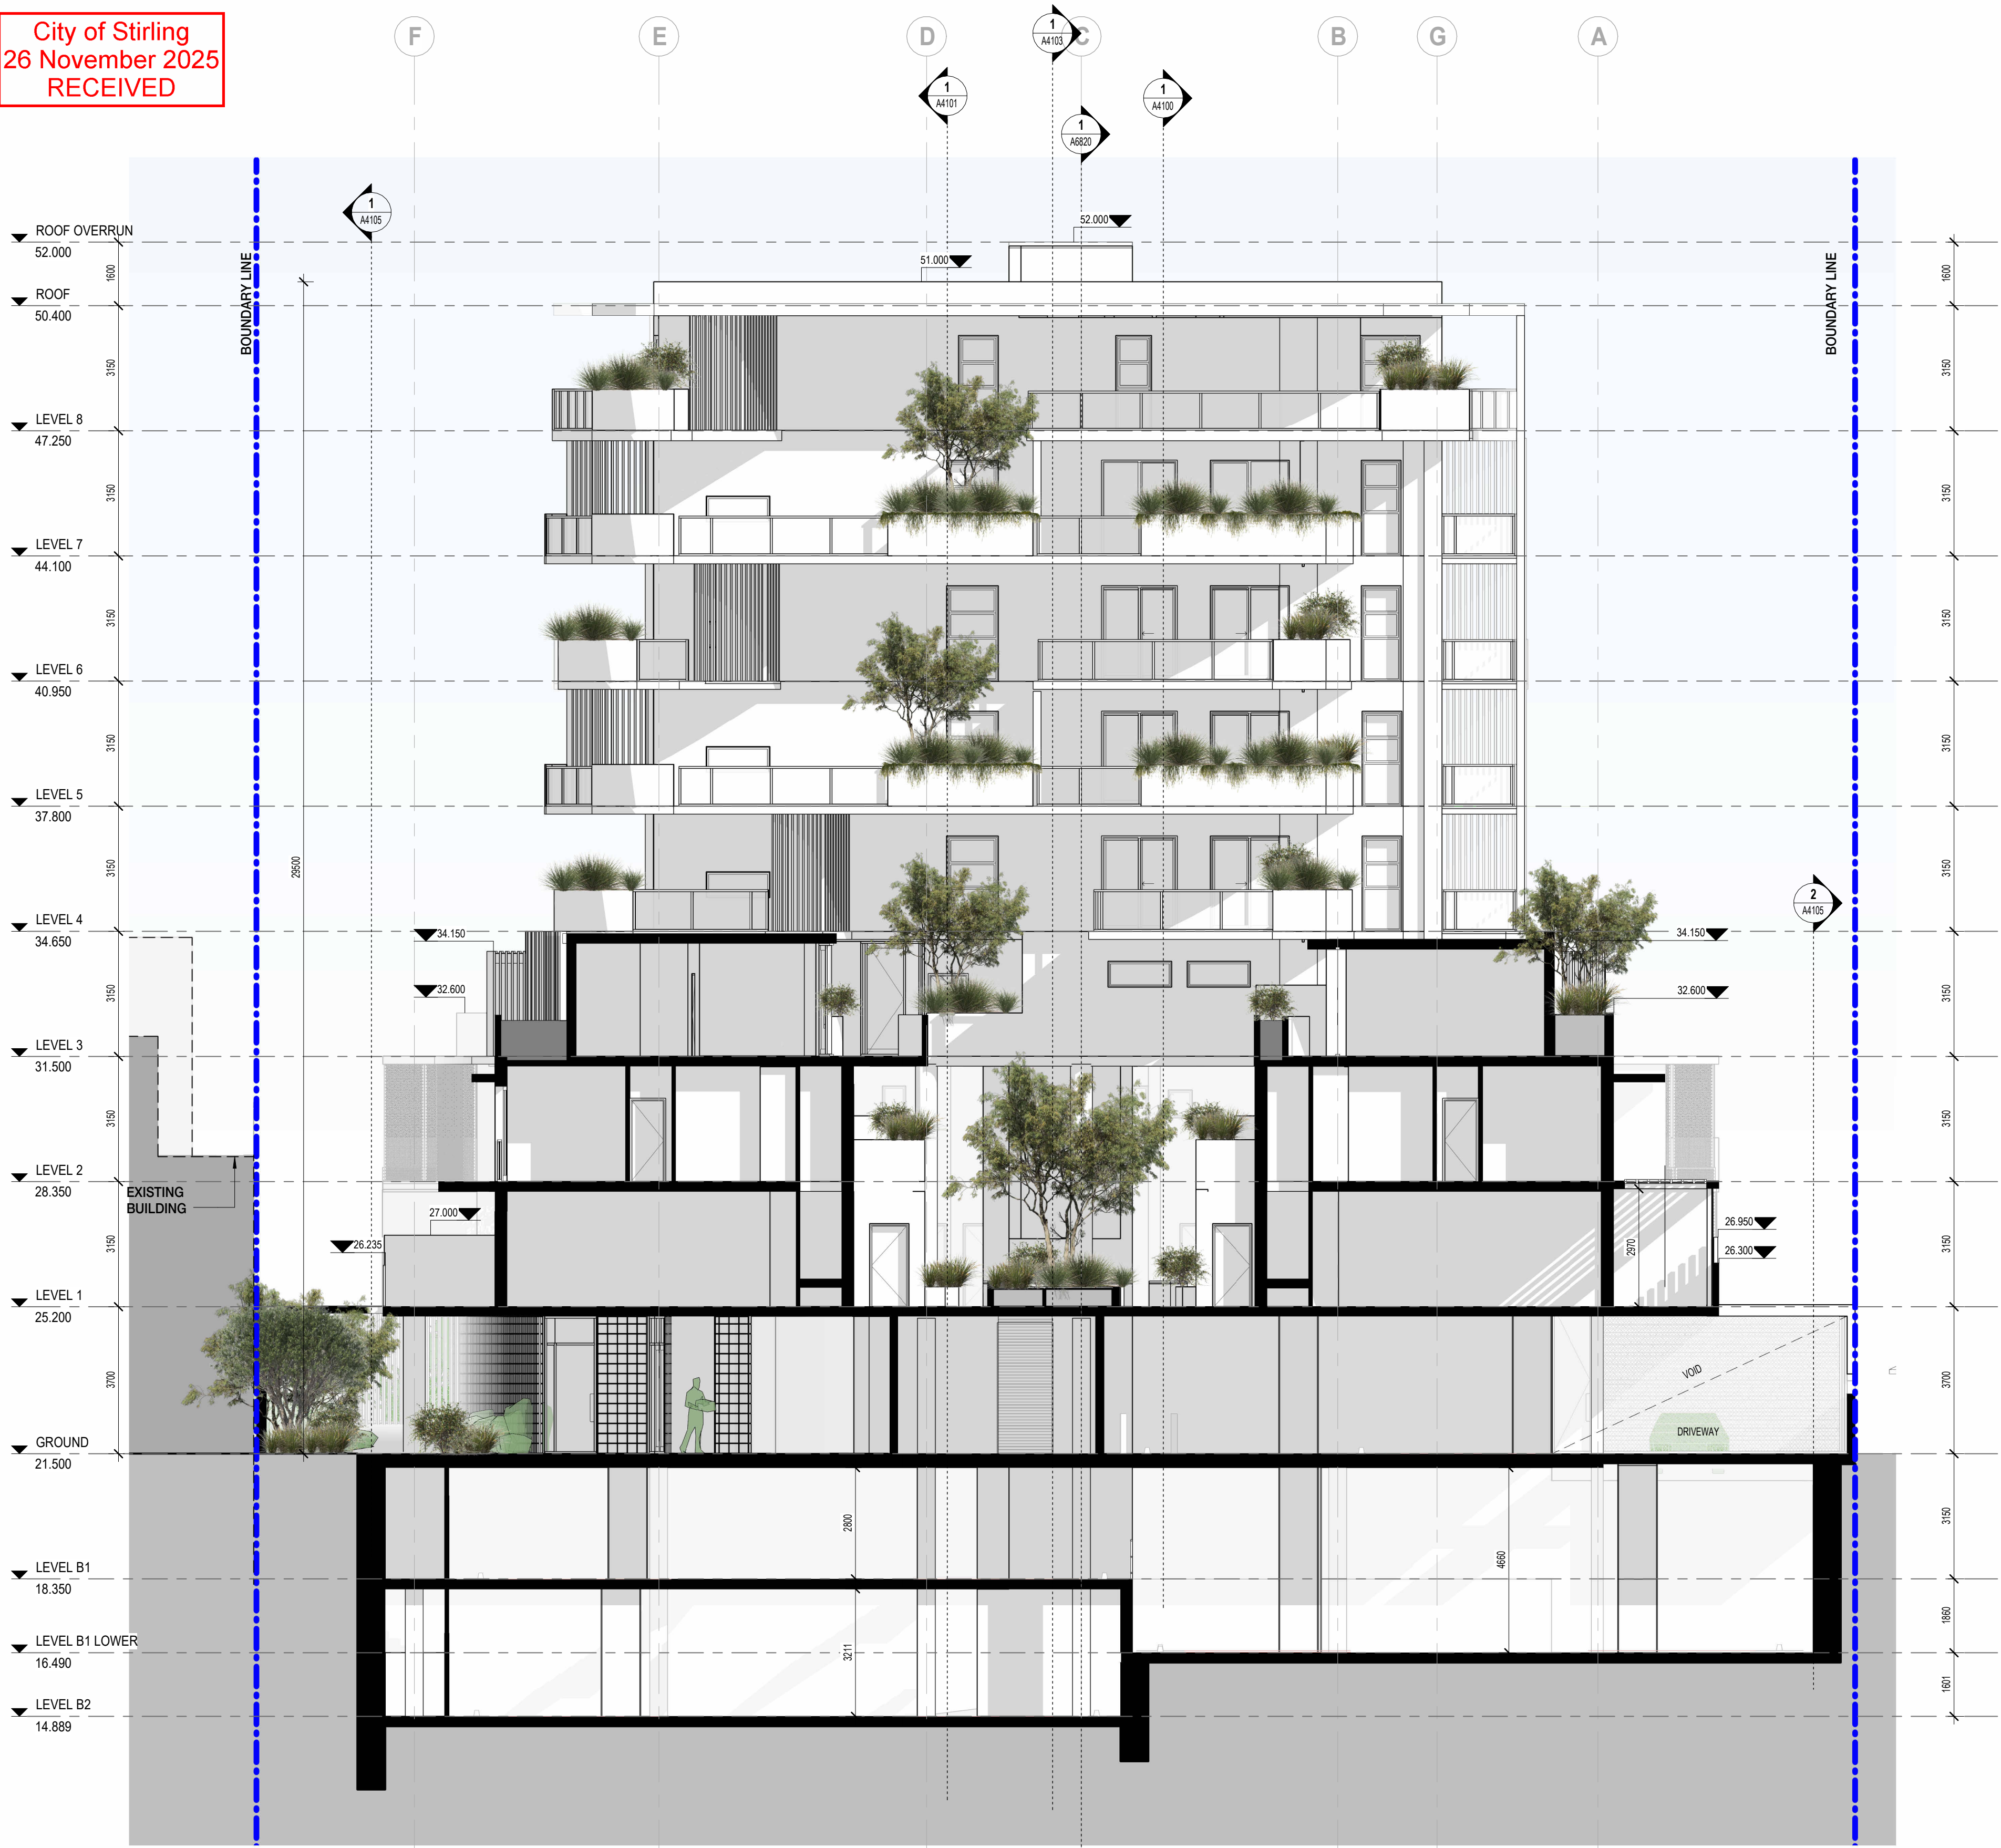 City of Stirling
26 November 2025
RECEIVED
F
E
D
C
B
G
A
1
A4103
1
A4101
1
A4100
1
A6820
1
A4105
BOUNDARY LINE
BOUNDARY LINE
52.000
51.000
ROOF OVERRUN
52.000
1600
1600
ROOF
50.400
3150
3150
LEVEL 8
47.250
3150
3150
LEVEL 7
44.100
3150
3150
LEVEL 6
40.950
3150
3150
LEVEL 5
37.800
3150
3150
29500
LEVEL 4
34.650
2
A4105
34.150
34.150
3150
3150
32.600
32.600
LEVEL 3
31.500
3150
3150
LEVEL 2
28.350
EXISTING
BUILDING
27.000
26.235
26.950
26.300
2970
3150
3150
LEVEL 1
25.200
3700
3700
VOID
DRIVEWAY
GROUND
21.500
2800
4660
3150
LEVEL B1
18.350
1860
3211
LEVEL B1 LOWER
16.490
1601
LEVEL B2
14.889